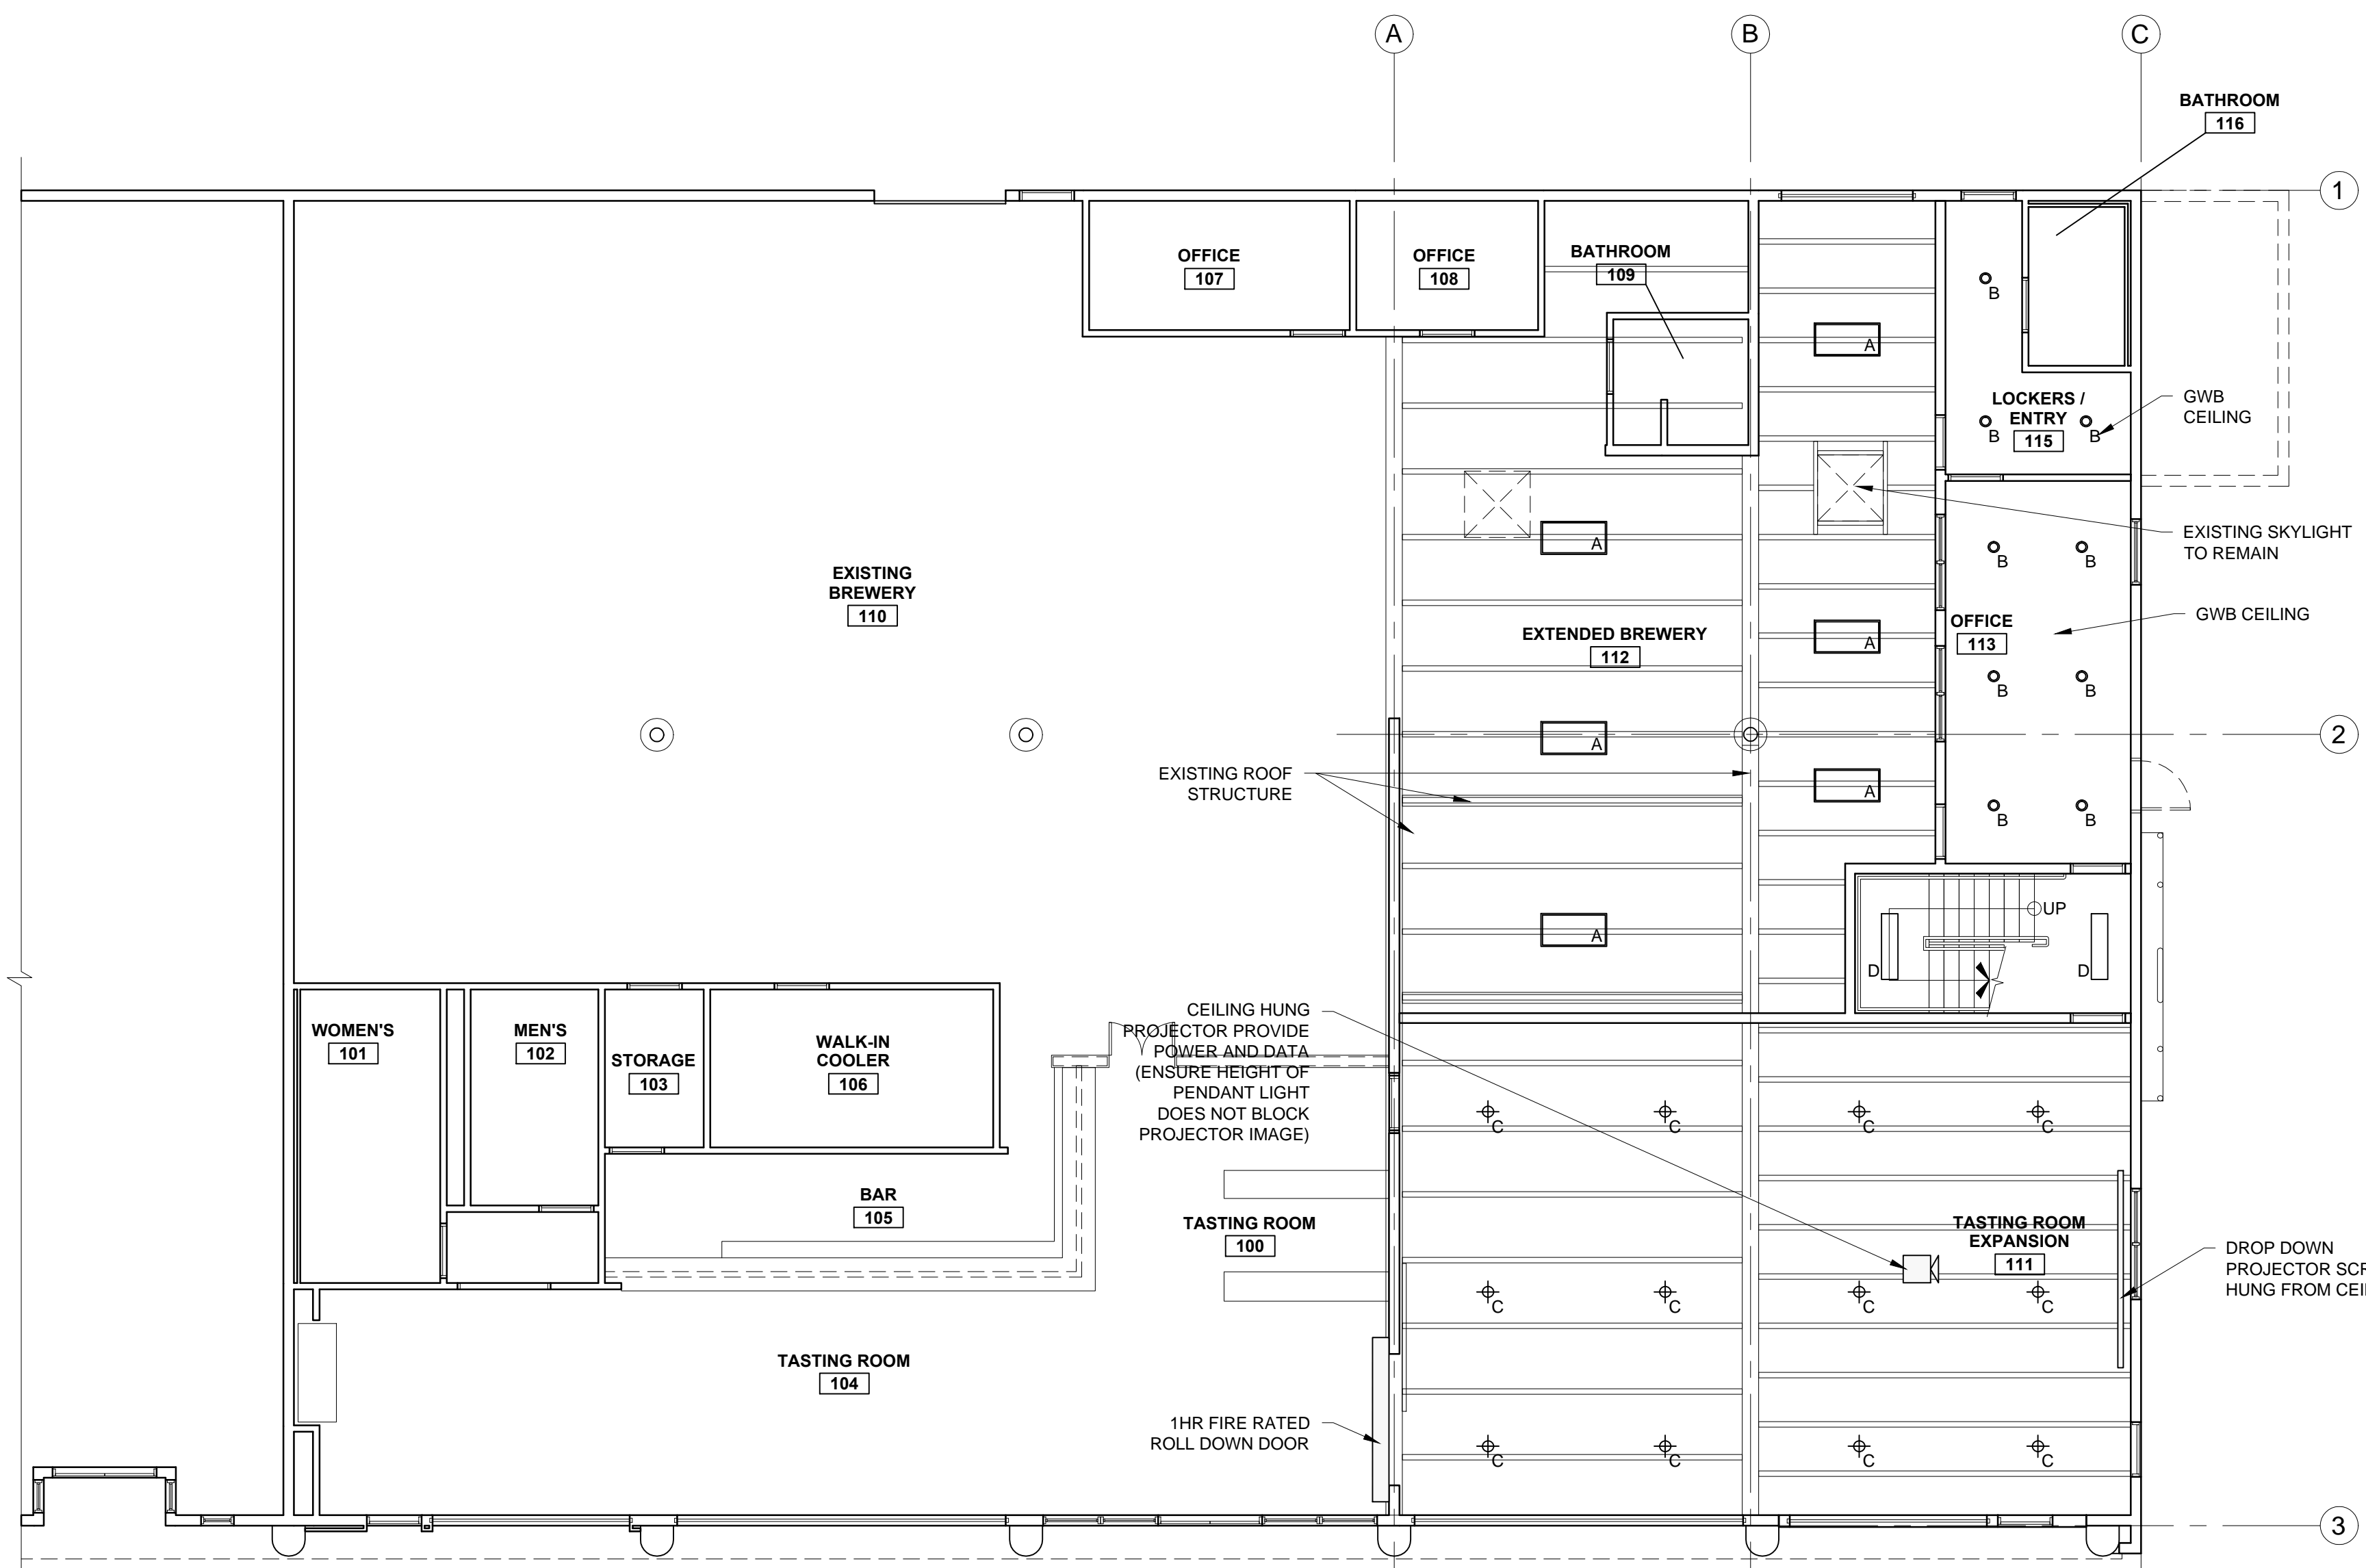 A
B
C
BATHROOM
116
1
OFFICE
107
OFFICE
108
BATHROOM
109
B
A
LOCKERS /
ENTRY
115
B
B
GWB
CEILING
EXISTING SKYLIGHT
TO REMAIN
A
B
B
EXISTING
BREWERY
110
EXTENDED BREWERY
112
A
OFFICE
113
GWB CEILING
B
B
2
A
EXISTING ROOF
STRUCTURE
A
B
B
UP
A
D
D
CEILING HUNG
PROJECTOR PROVIDE
POWER AND DATA
(ENSURE HEIGHT OF
PENDANT LIGHT
DOES NOT BLOCK
PROJECTOR IMAGE)
WOMEN'S
101
MEN'S
102
STORAGE
103
WALK-IN
COOLER
106
C
C
C
C
BAR
105
TASTING ROOM
100
TASTING ROOM
EXPANSION
111
DROP DOWN
PROJECTOR
HUNG FROM
C
C
C
C
TASTING ROOM
104
1HR FIRE RATED
ROLL DOWN DOOR
C
C
C
C
3